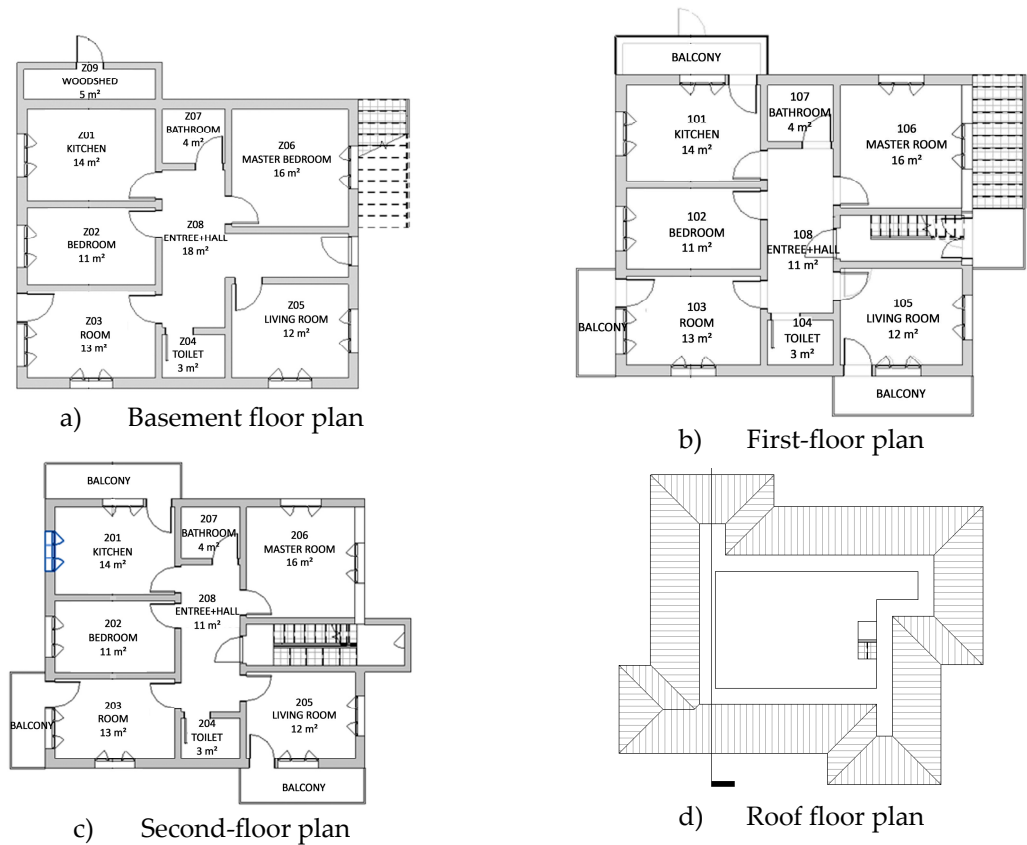 Z09
WOODSHED
5 m²
Z01
KITCHEN
14 m²
Z07
BATHROOM
4 m²
Z06
MASTER BEDROOM
16 m²
Z02
BEDROOM
11 m²
Z08
ENTREE+HALL
18 m²
Z03
ROOM
13 m²
Z04
TOILET
3 m²
Z05
LIVING ROOM
12 m²
a) Basement floor plan
BALCONY
101
KITCHEN
14 m²
107
BATHROOM
4 m²
106
MASTER ROOM
16 m²
102
BEDROOM
11 m²
108
ENTREE+HALL
11 m²
BALCONY
103
ROOM
13 m²
104
TOILET
3 m²
105
LIVING ROOM
12 m²
BALCONY
b) First-floor plan
BALCONY
201
KITCHEN
14 m²
207
BATHROOM
4 m²
206
MASTER ROOM
16 m²
202
BEDROOM
11 m²
208
ENTREE+HALL
11 m²
BALCONY
203
ROOM
13 m²
204
TOILET
3 m²
205
LIVING ROOM
12 m²
BALCONY
c) Second-floor plan
d) Roof floor plan